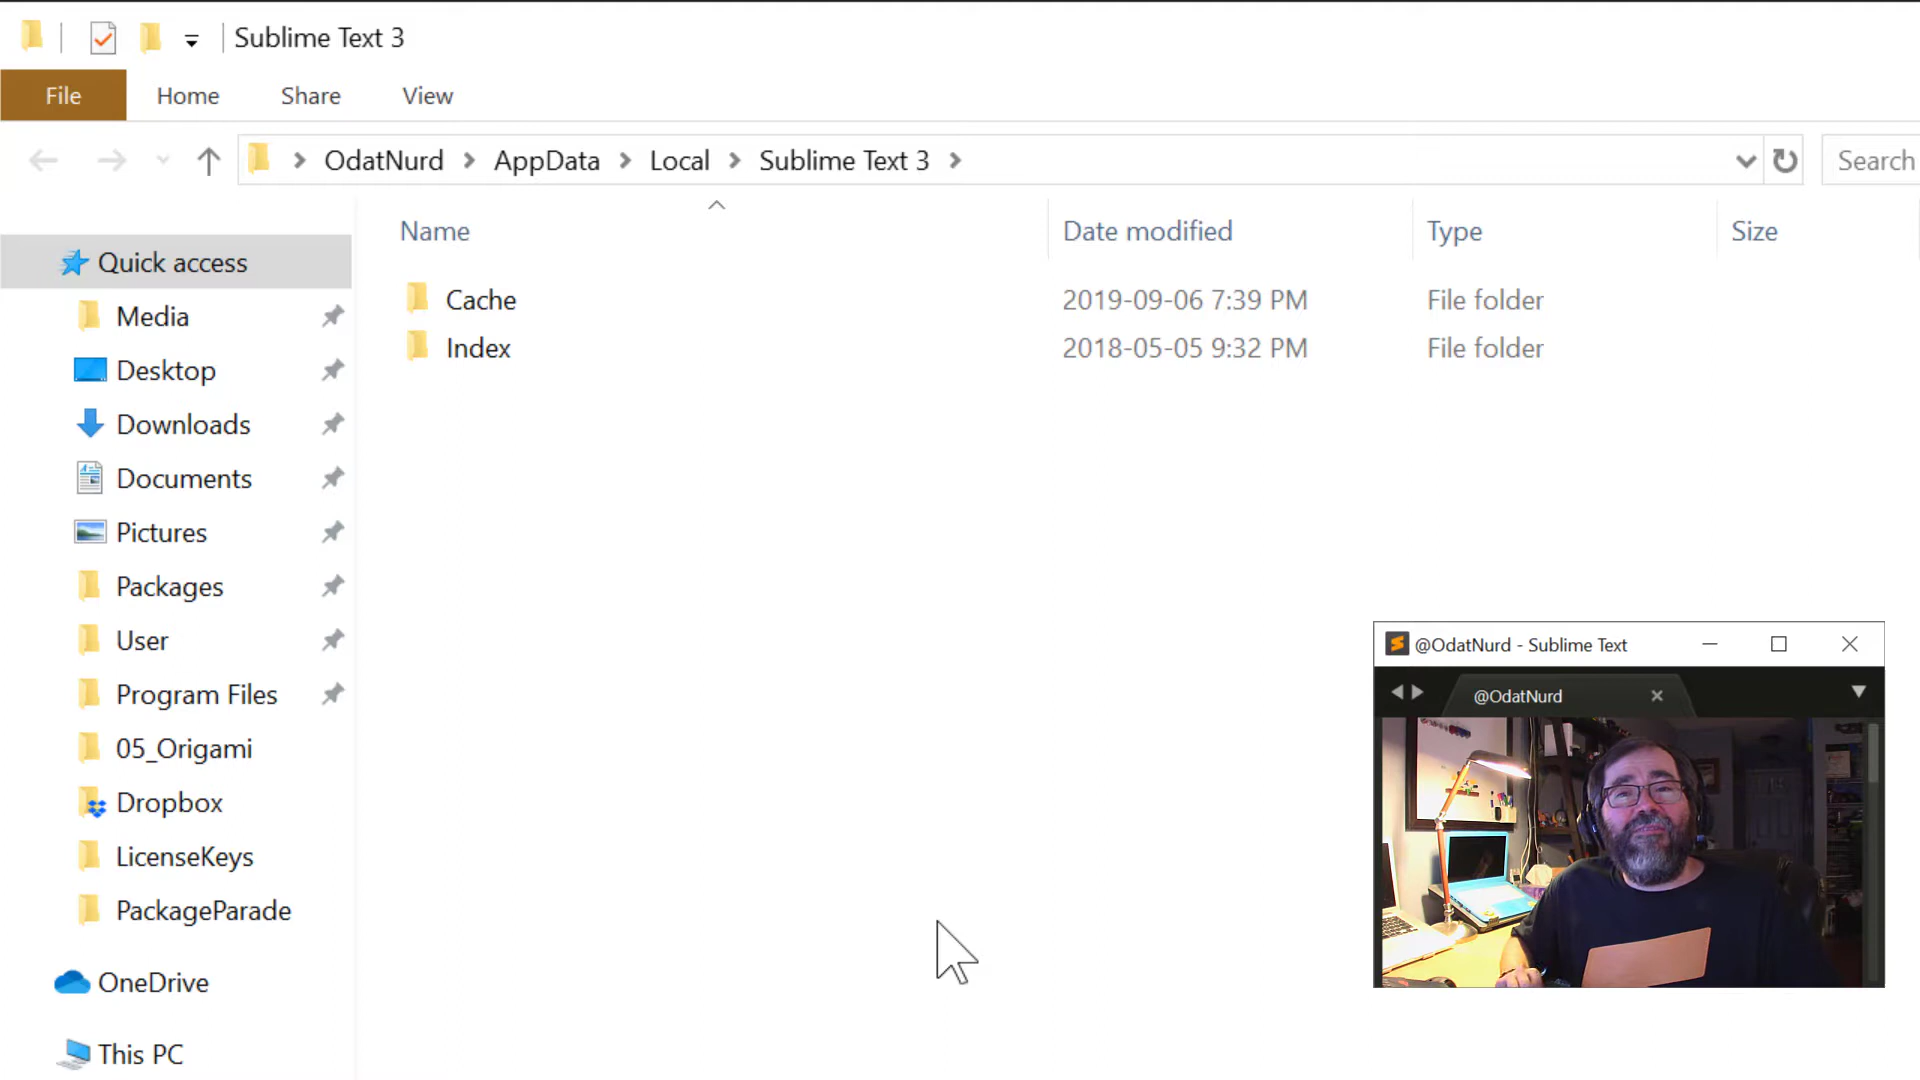 Sublime Text 3
File Home Share View
OdatNurd AppData Local Sublime Text 3
Search
Name Date modified Type Size
Quick access
Cache 2019-09-06 7:39 PM File folder
Index 2018-05-05 9:32 PM File folder
Media
Desktop
Downloads
Documents
Pictures
Packages
User
Program Files
05_Origami
Dropbox
LicenseKeys
PackageParade
OneDrive
This PC
@OdatNurd - Sublime Text
@OdatNurd